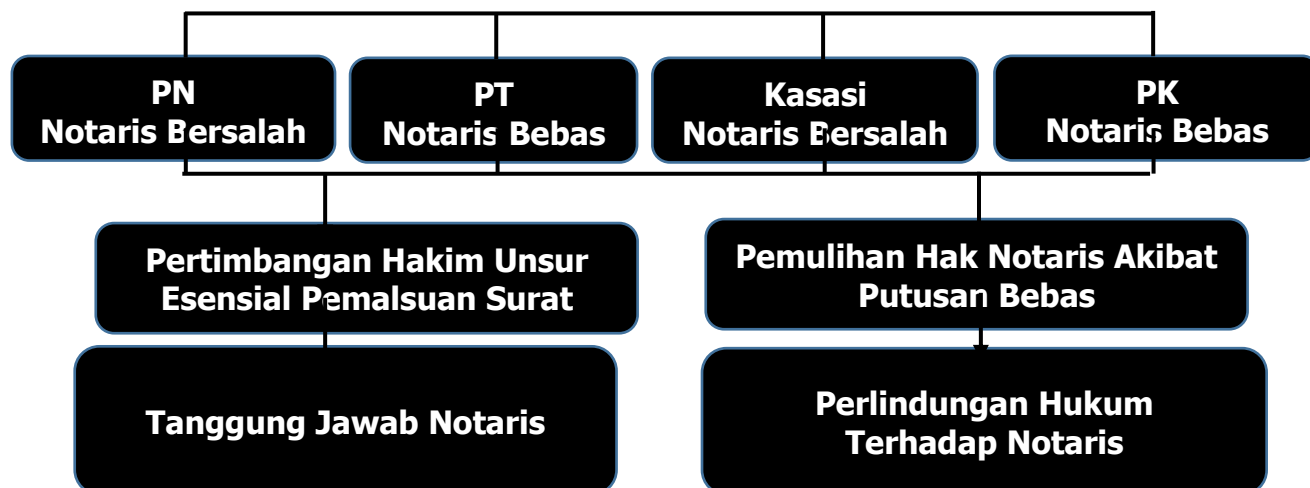 PN
Notaris Bersalah
PT
Notaris Bebas
Kasasi
Notaris Bersalah
PK
Notaris Bebas
Pertimbangan Hakim Unsur
Esensial Pemalsuan Surat
Pemulihan Hak Notaris Akibat
Putusan Bebas
Tanggung Jawab Notaris
Perlindungan Hukum
Terhadap Notaris